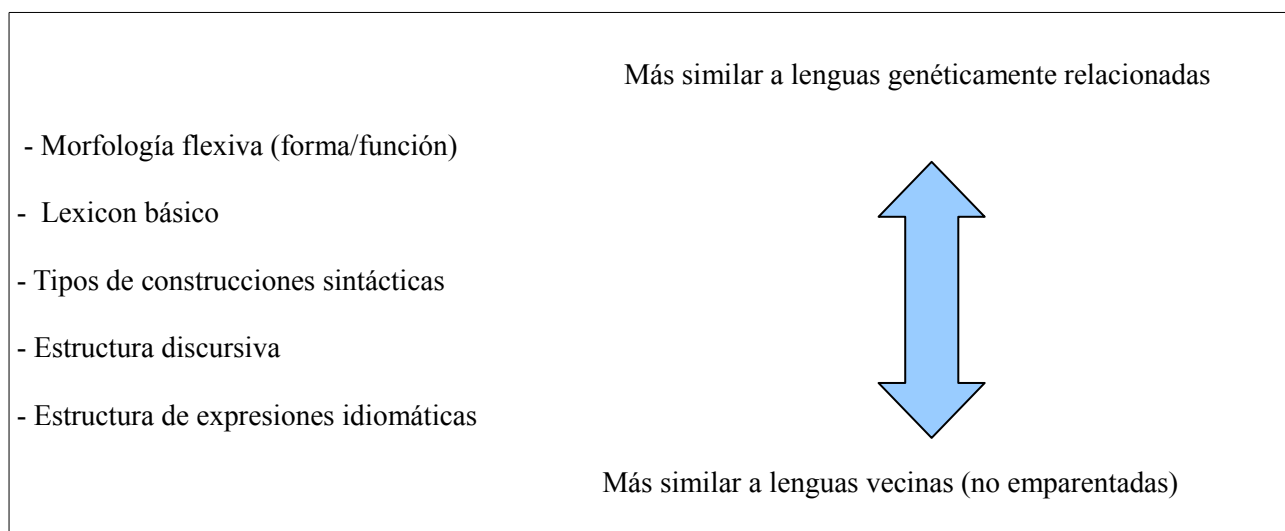 Más similar a lenguas genéticamente relacionadas
- Morfología flexiva (forma/función)
- Lexicon básico
- Tipos de construcciones sintácticas
- Estructura discursiva
- Estructura de expresiones idiomáticas
Más similar a lenguas vecinas (no emparentadas)